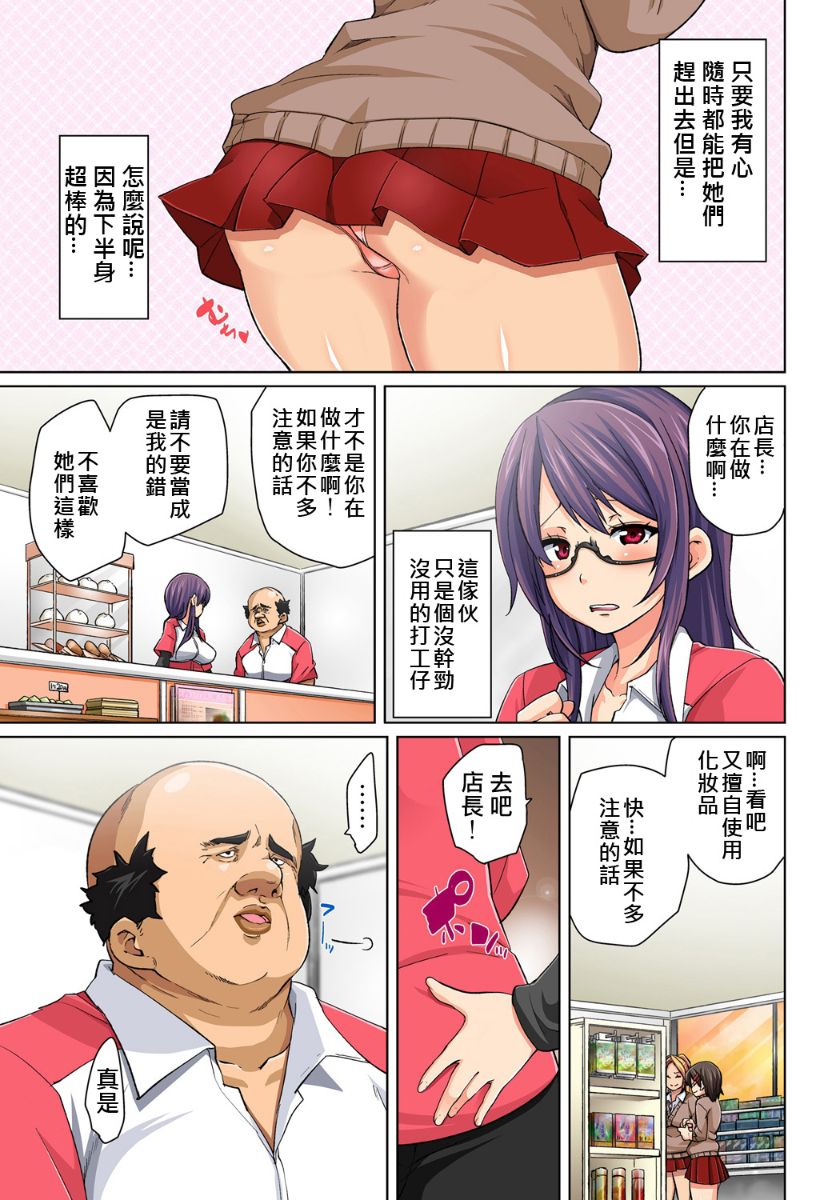 只要我有心
隨時都能把她們
趕出去但是…
怎麼說呢…
因為下半身
超棒的…
店長…
你在做
什麼啊…
這傢伙
只是個沒幹勁
沒用的打工仔
才不是你在
做什麼啊！
如果你不多
注意的話
請不要當成
是我的錯
不喜歡
她們這樣
啊…看吧
又擅自使用
化妝品
快…如果不多
注意的話
去吧
店長！
……
真是